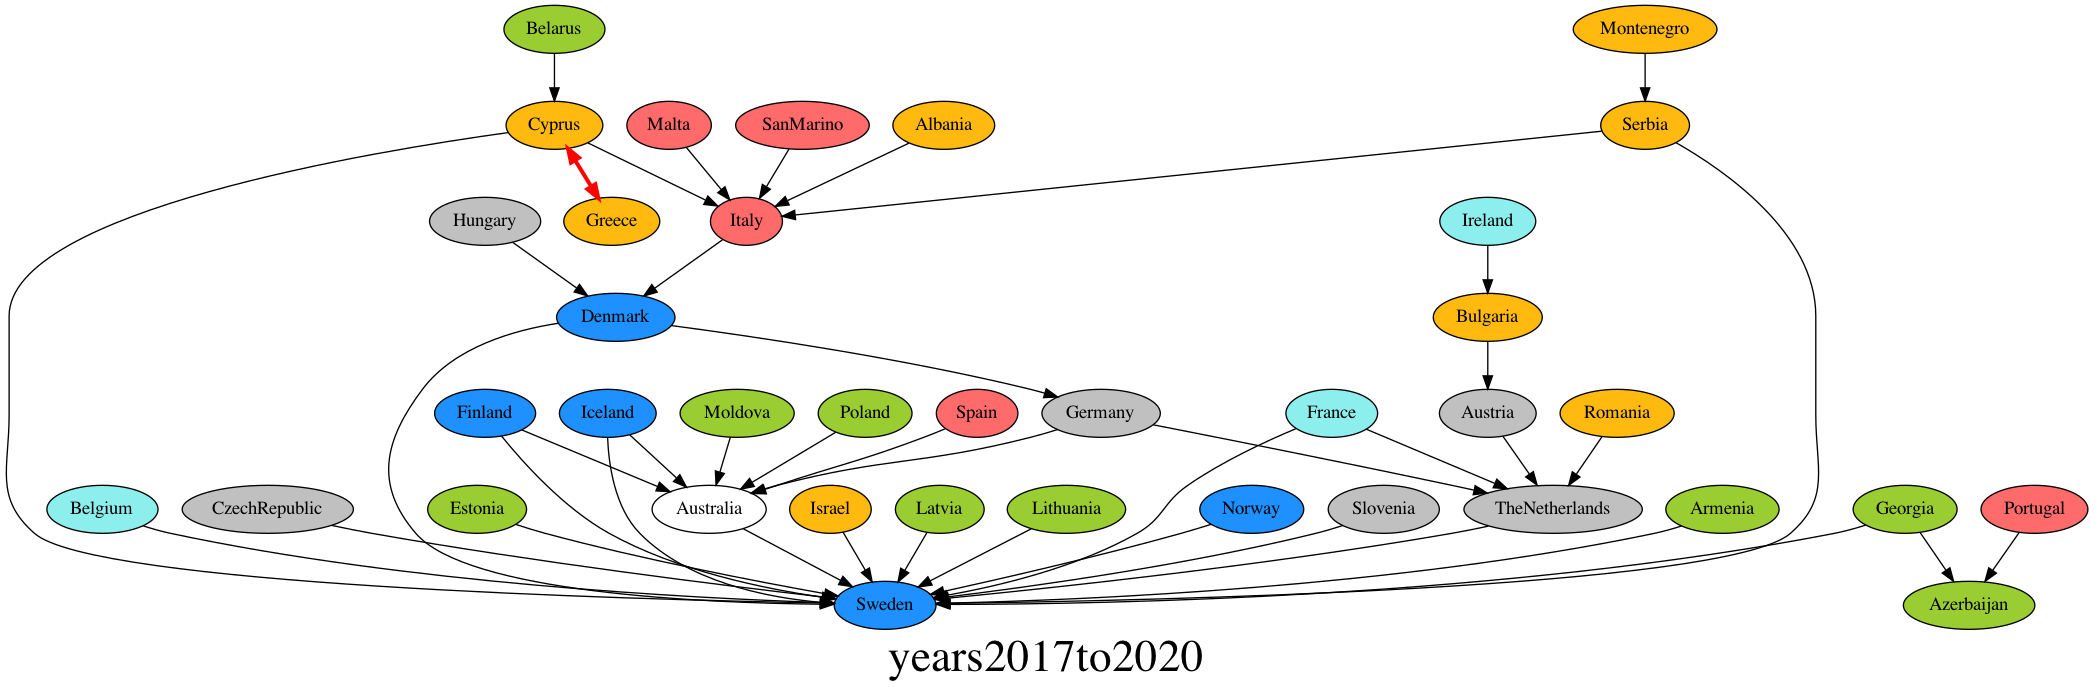 Belarus
Montenegro
Cyprus
Malta
SanMarino
Albania
Serbia
Hungary
Greece
Italy
Ireland
Denmark
Bulgaria
Finland
Iceland
Moldova
Poland
Spain
Germany
France
Austria
Romania
Belgium
CzechRepublic
Estonia
Australia
Israel
Latvia
Lithuania
Norway
Slovenia
TheNetherlands
Armenia
Georgia
Portugal
Sweden
Azerbaijan
years2017to2020